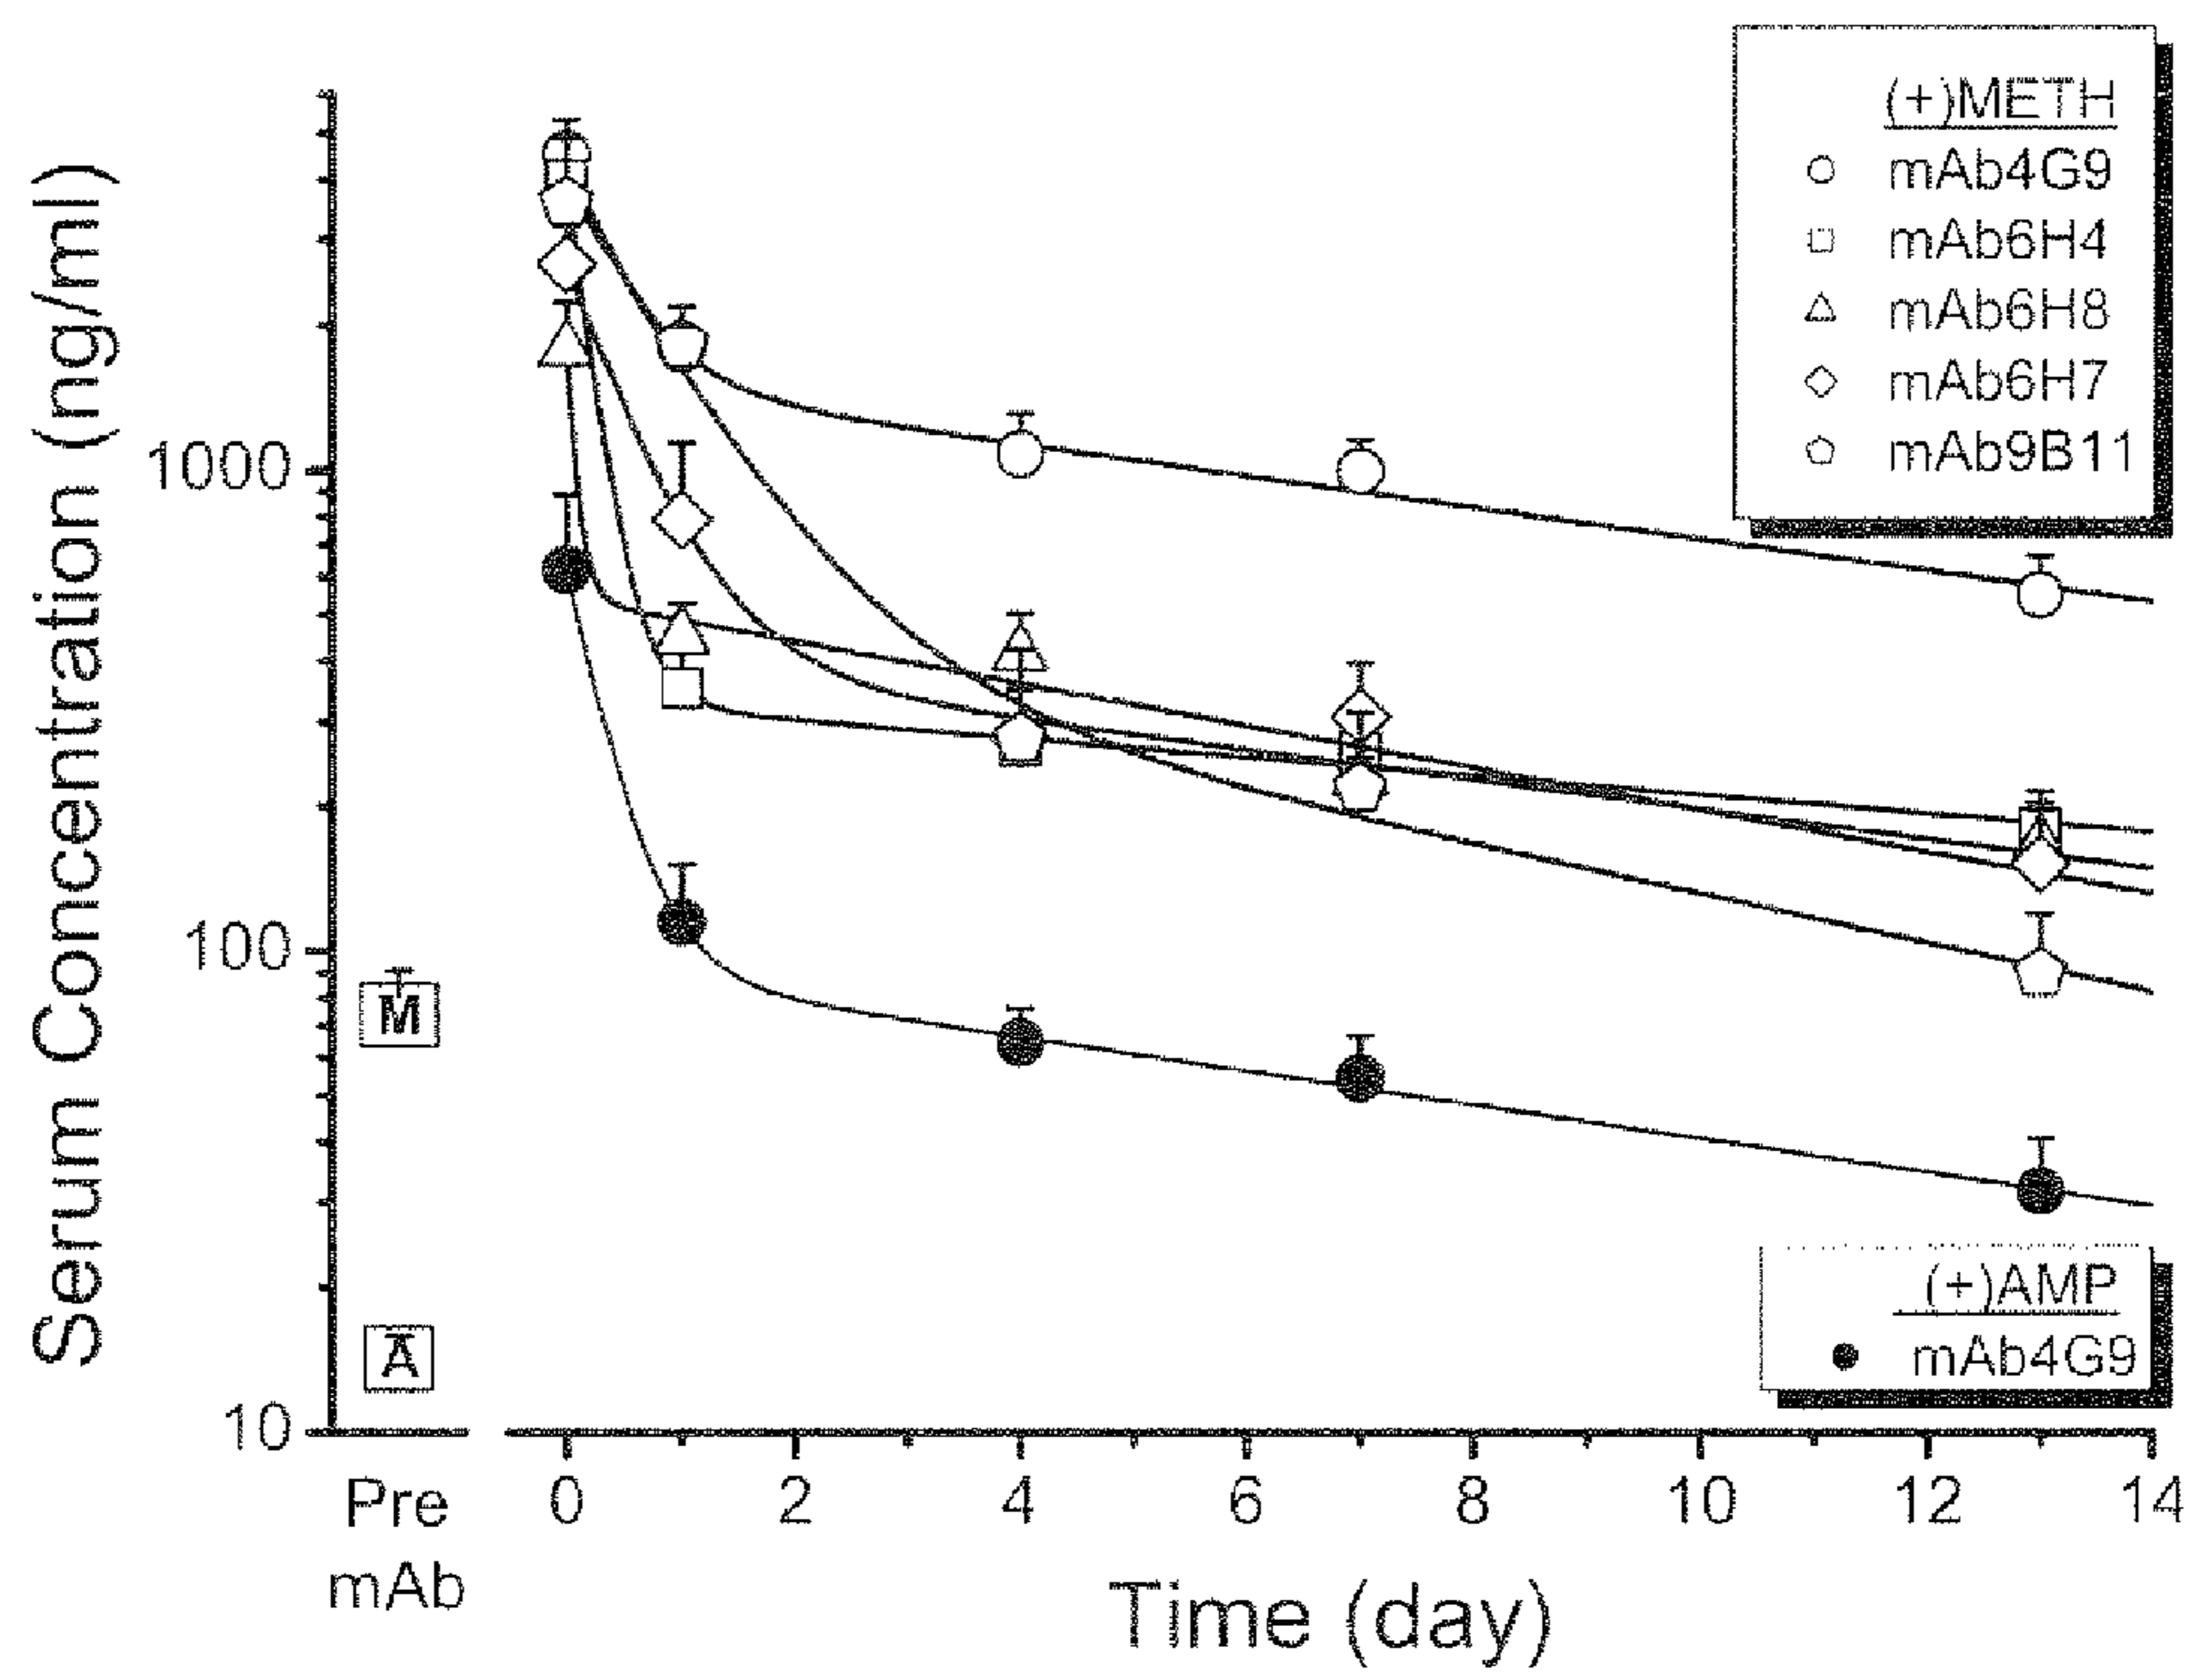 Serum Concentration (ng/ml)
1000
100
10
M
A
Pre
mAb
0 2 4 6 8 10 12 14
Time (day)
(+)METH
mAb4G9
mAb6H4
mAb6H8
mAb6H7
mAb9B11
(+)AMP
mAb4G9